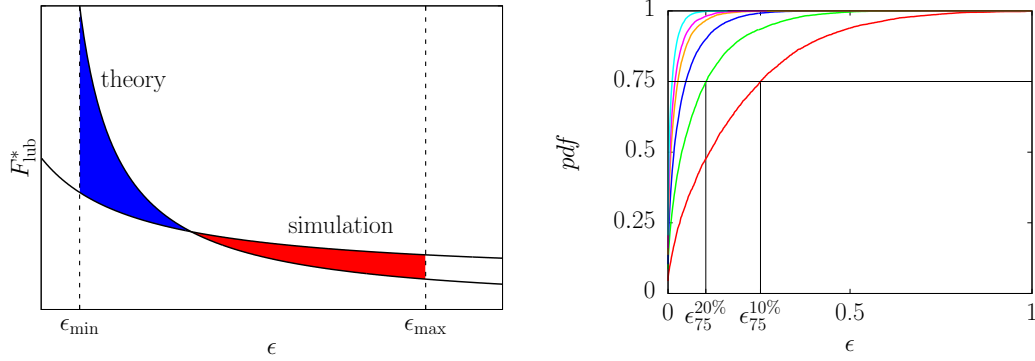 theory
F*lub
simulation
ϵmin
ϵmax
ϵ
1
0.75
pdf
0.5
0.25
0
0
ϵ75^20%
ϵ75^10%
0.5
1
ϵ